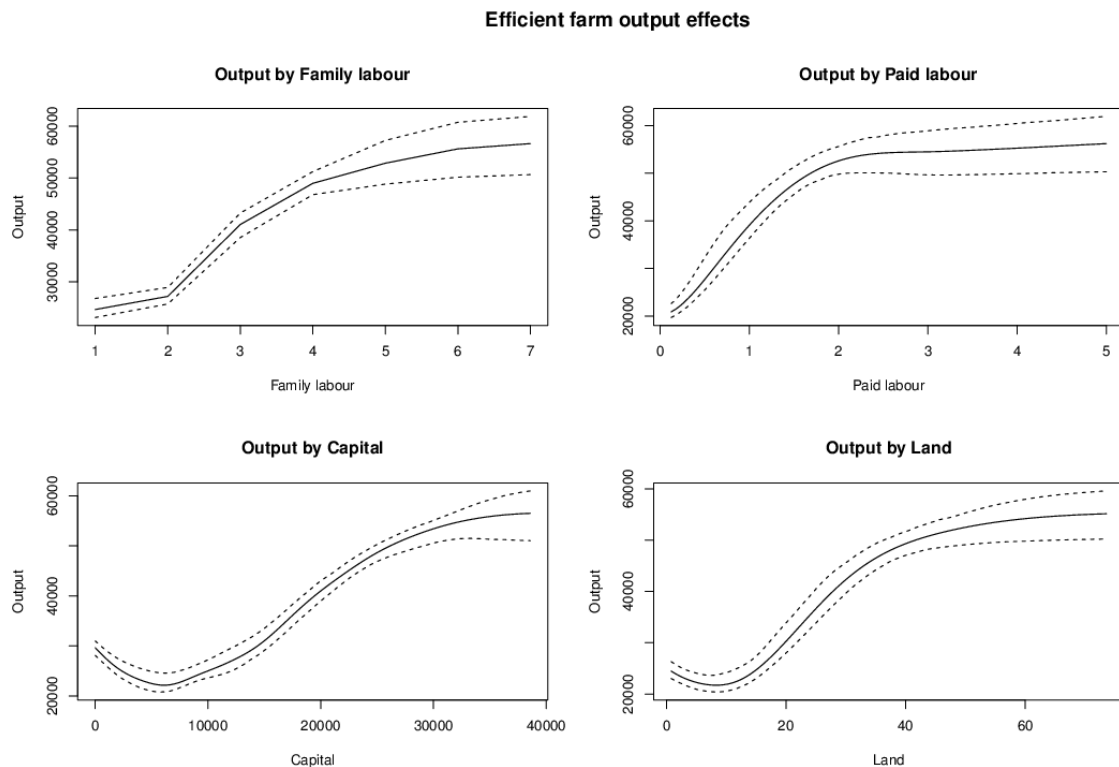 Efficient farm output effects
Output by Family labour
Output
60000
50000
40000
30000
1 2 3 4 5 6 7
Family labour
Output by Paid labour
Output
60000
40000
20000
0 1 2 3 4 5
Paid labour
Output by Capital
Output
60000
40000
20000
0 10000 20000 30000 40000
Capital
Output by Land
Output
60000
40000
20000
0 20 40 60
Land